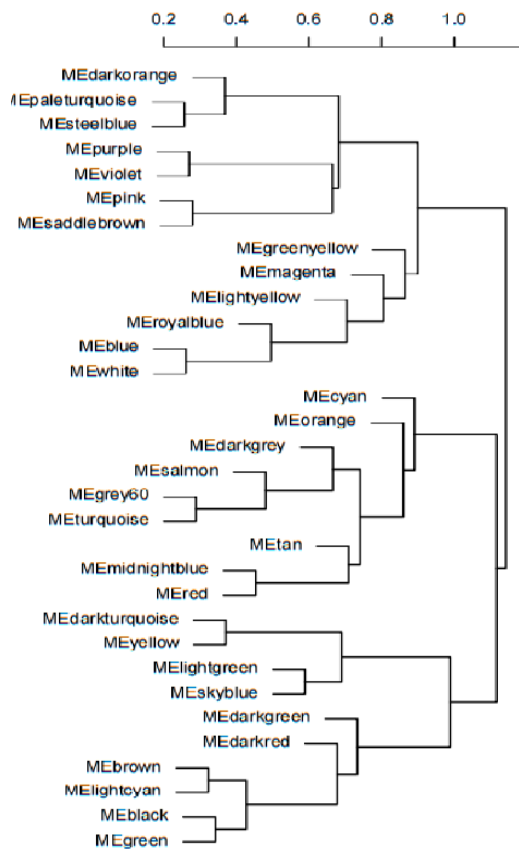 0.2 0.4 0.6 0.8 1.0
MEdarkorange
MEpaleturquoise
MEsteelblue
MEpurple
MEviolet
MEpink
MEsaddlebrown
MEgreenyellow
MEmagenta
MElightyellow
MEroyalblue
MEblue
MEwhite
MEcyan
MEorange
MEdarkgrey
MEsalmon
MEgrey60
MEturquoise
MEtan
MEmidnightblue
MEred
MEdarkturquoise
MEyellow
MElightgreen
MEskyblue
MEdarkgreen
MEdarkred
MEbrown
MElightcyan
MEblack
MEgreen